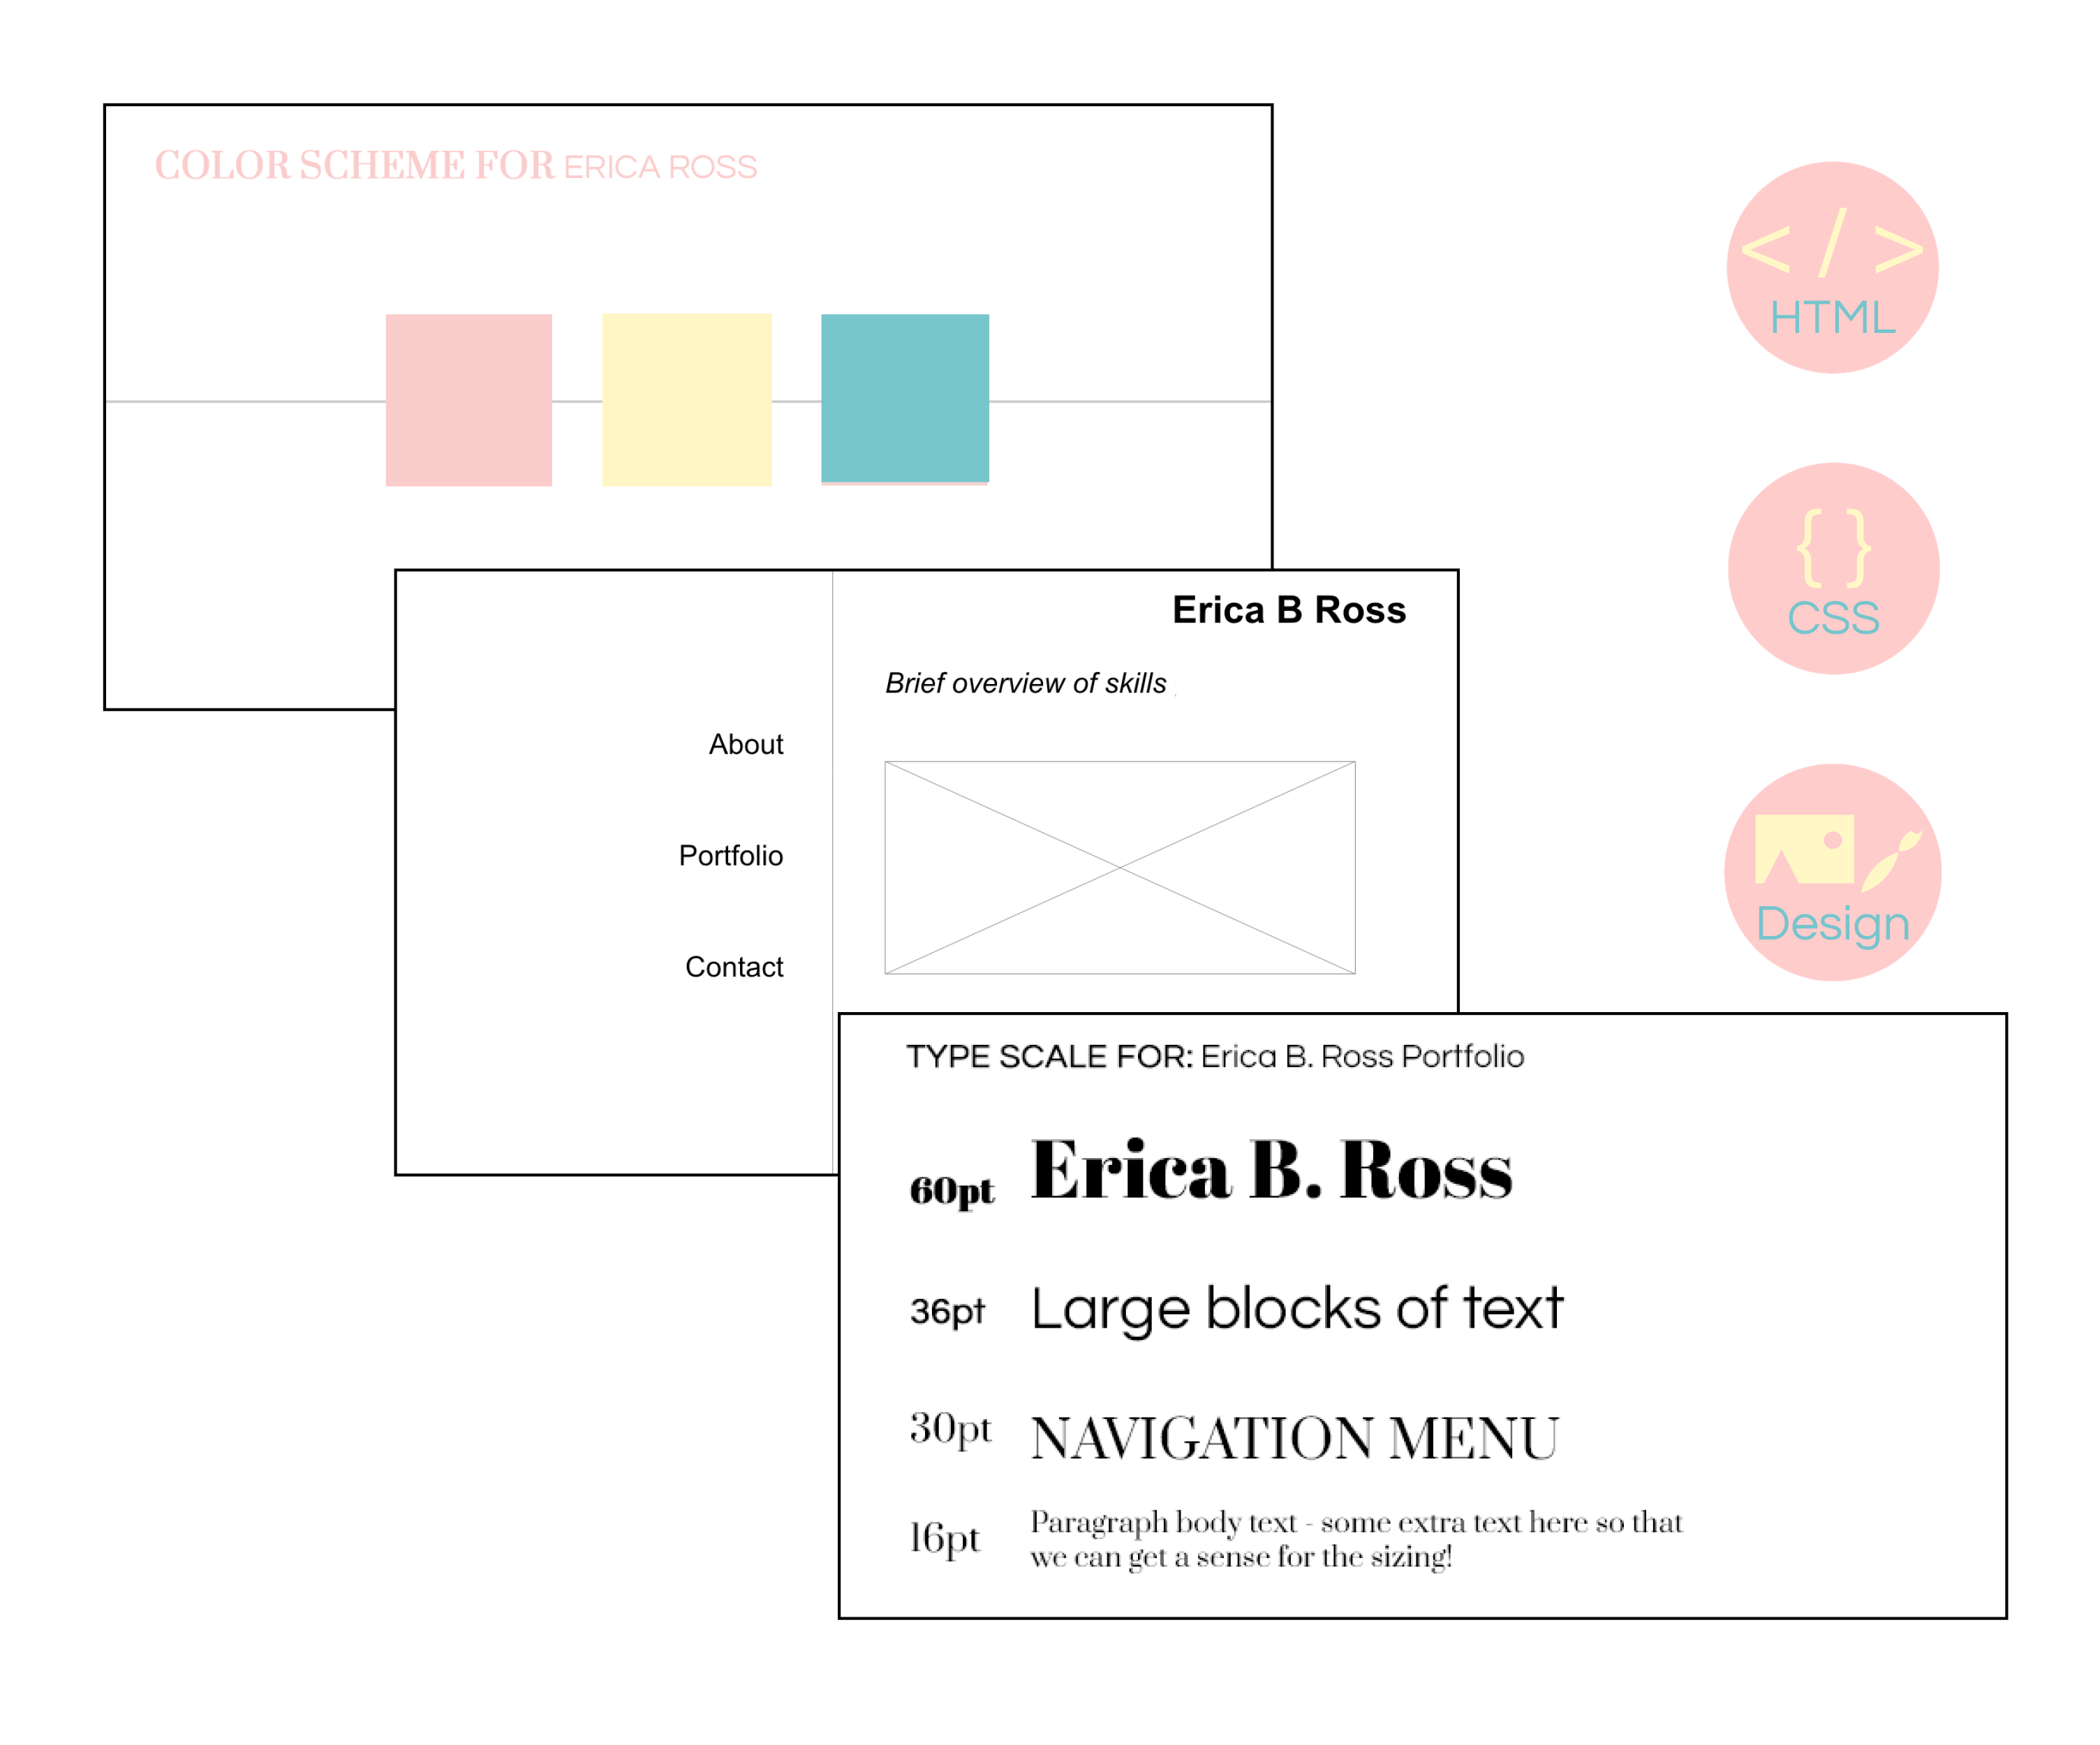 COLOR SCHEME FOR ERICA ROSS
Erica B Ross
Brief overview of skills
About
Portfolio
Contact
TYPE SCALE FOR: Erica B. Ross Portfolio
60pt Erica B. Ross
36pt Large blocks of text
30pt NAVIGATION MENU
16pt Paragraph body text - some extra text here so that
we can get a sense for the sizing!
< / >
HTML
{ }
CSS
Design